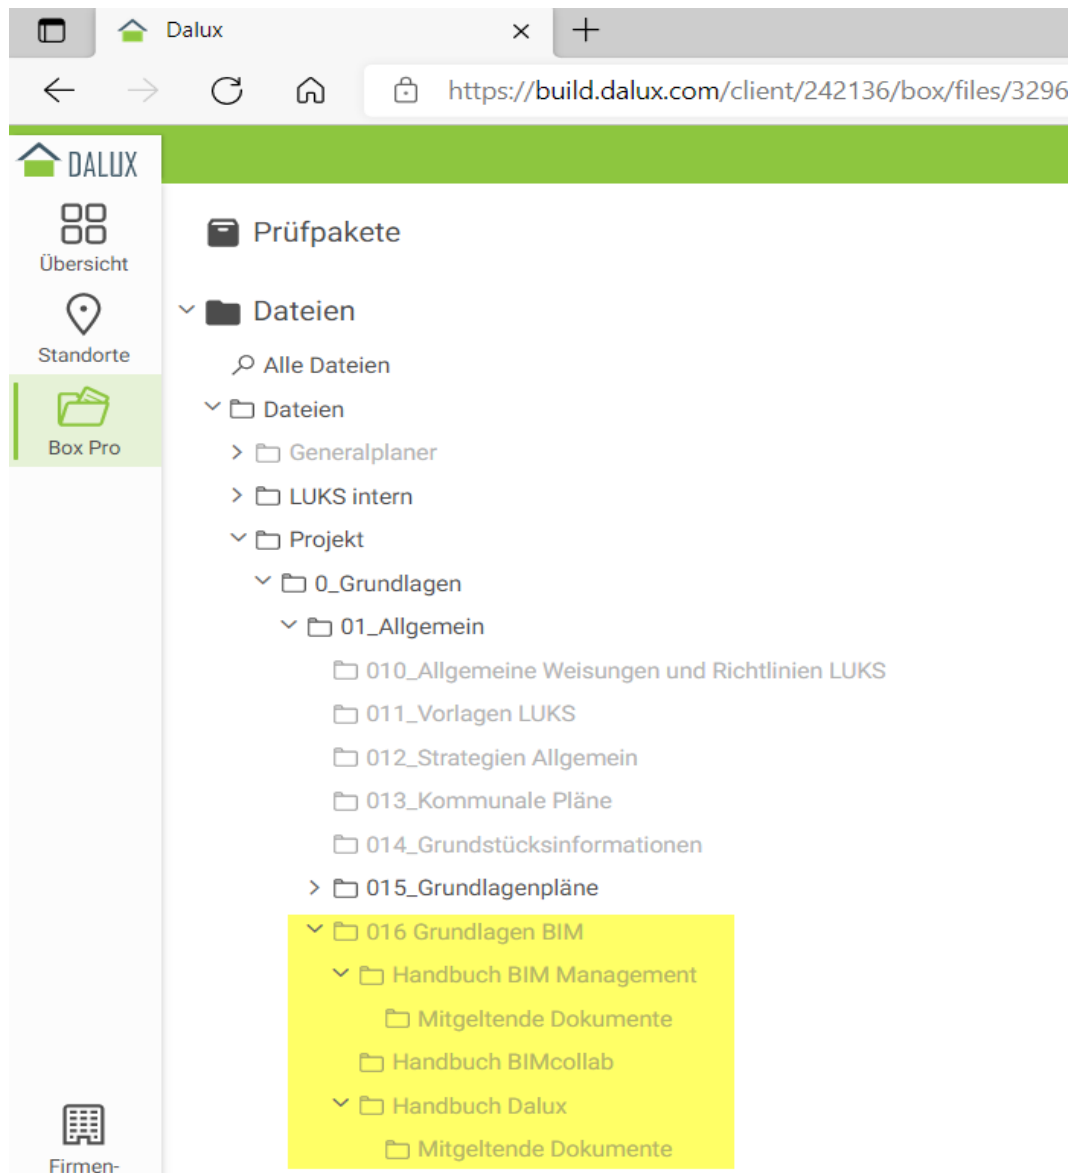 Dalux
https://build.dalux.com/client/242136/box/files/3296
DALUX
Übersicht
Standorte
Box Pro
Firmen-
Prüfpakete
Dateien
Alle Dateien
Dateien
Generalplaner
LUKS intern
Projekt
0_Grundlagen
01_Allgemein
010_Allgemeine Weisungen und Richtlinien LUKS
011_Vorlagen LUKS
012_Strategien Allgemein
013_Kommunale Pläne
014_Grundstücksinformationen
015_Grundlagenpläne
016 Grundlagen BIM
Handbuch BIM Management
Mitgeltende Dokumente
Handbuch BIMcollab
Handbuch Dalux
Mitgeltende Dokumente